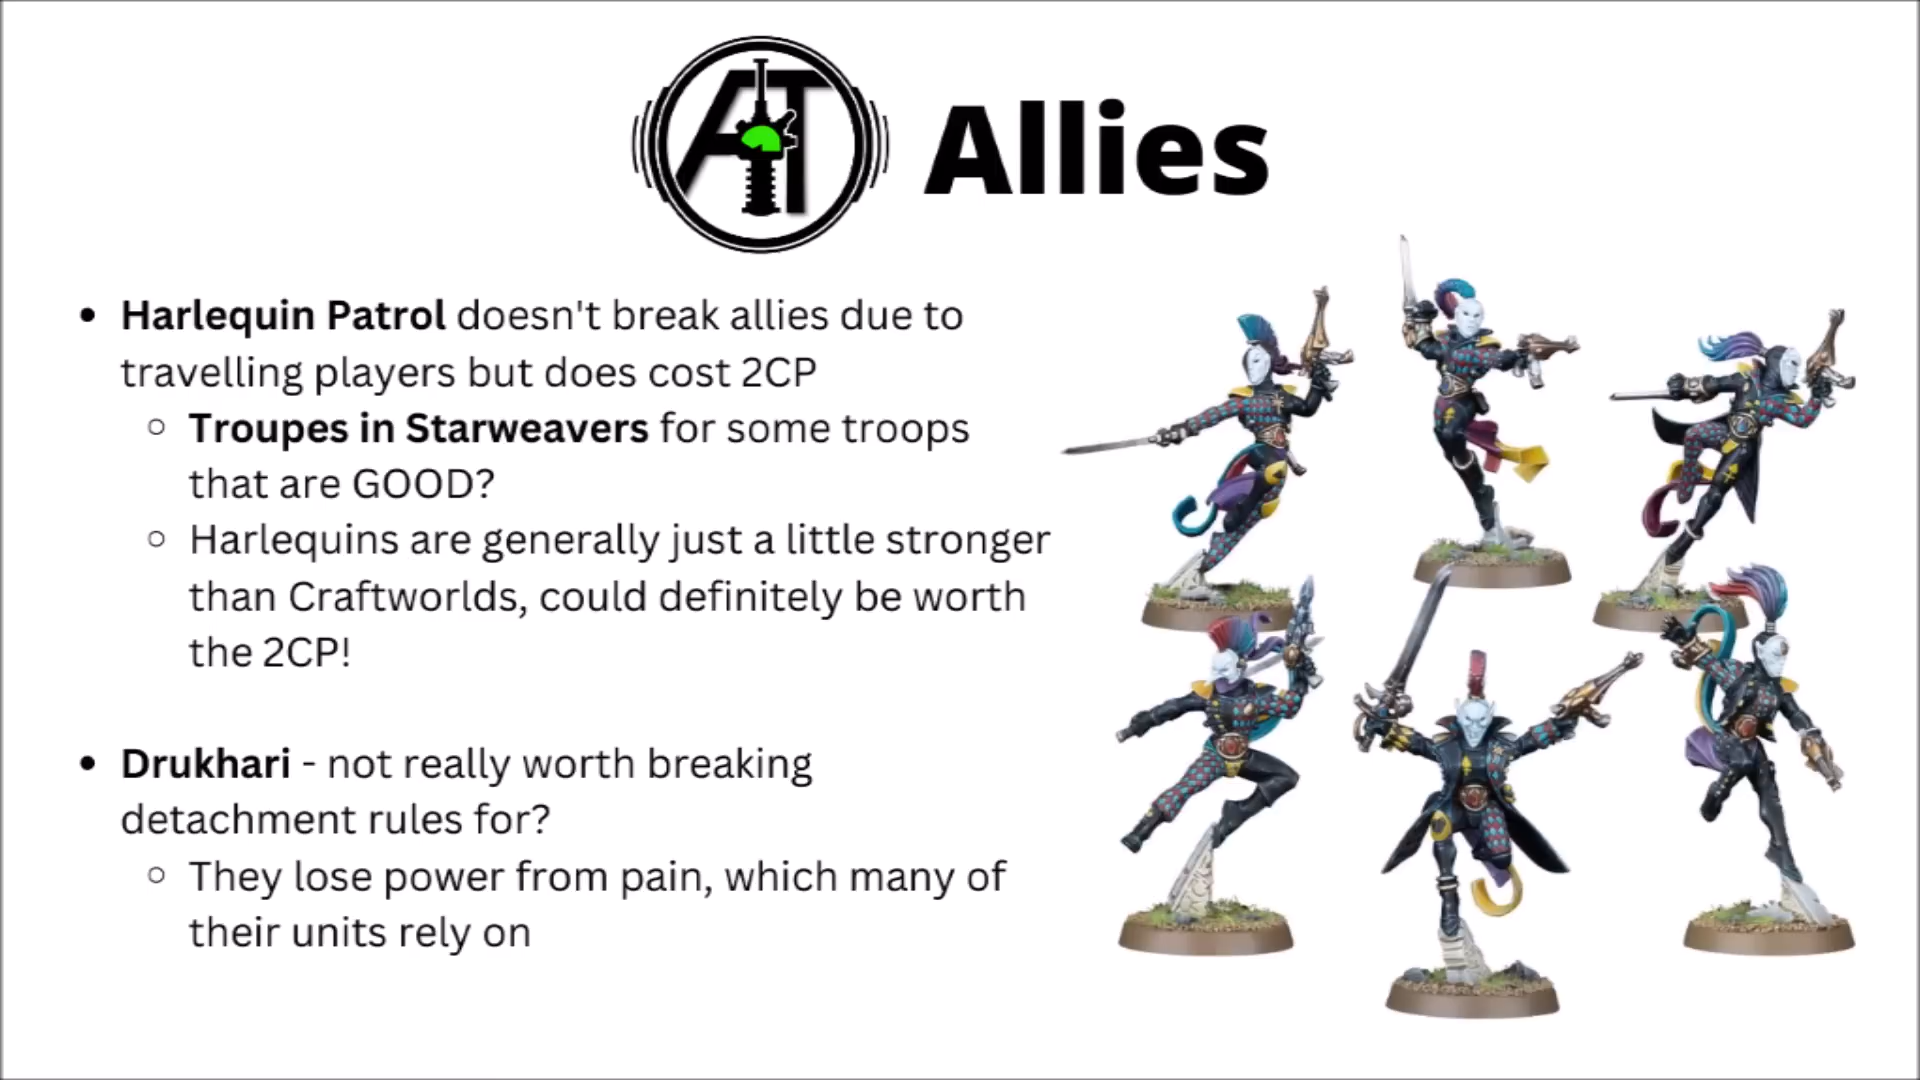 AT Allies
• Harlequin Patrol doesn't break allies due to
travelling players but does cost 2CP
○ Troupes in Starweavers for some troops
that are GOOD?
○ Harlequins are generally just a little stronger
than Craftworlds, could definitely be worth
the 2CP!
• Drukhari - not really worth breaking
detachment rules for?
○ They lose power from pain, which many of
their units rely on